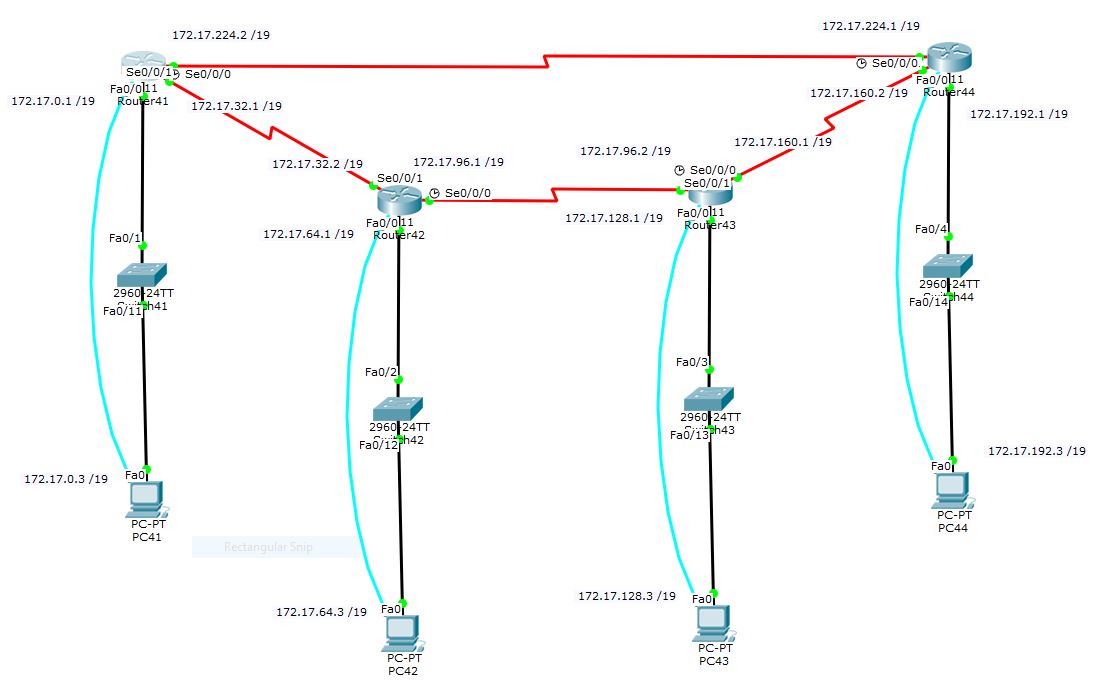 172.17.224.2 /19
172.17.224.1 /19
Se0/0/1
Se0/0/0
Se0/0/0
Fa0/0
11
Router41
Fa0/0
11
Router44
172.17.0.1 /19
172.17.32.1 /19
172.17.160.2 /19
172.17.192.1 /19
172.17.32.2 /19
172.17.96.1 /19
172.17.96.2 /19
172.17.160.1 /19
Se0/0/1
Se0/0/0
Se0/0/0
Se0/0/1
172.17.64.1 /19
Fa0/0
11
Router42
172.17.128.1 /19
Fa0/0
11
Router43
Fa0/1
2960-24TT
Switch41
Fa0/11
Fa0/4
2960-24TT
Switch44
Fa0/14
Fa0/2
2960-24TT
Switch42
Fa0/12
Fa0/3
2960-24TT
Switch43
Fa0/13
172.17.0.3 /19
Fa0
PC-PT
PC41
172.17.192.3 /19
Fa0
PC-PT
PC44
Rectangular Snip
172.17.64.3 /19
Fa0
PC-PT
PC42
172.17.128.3 /19
Fa0
PC-PT
PC43